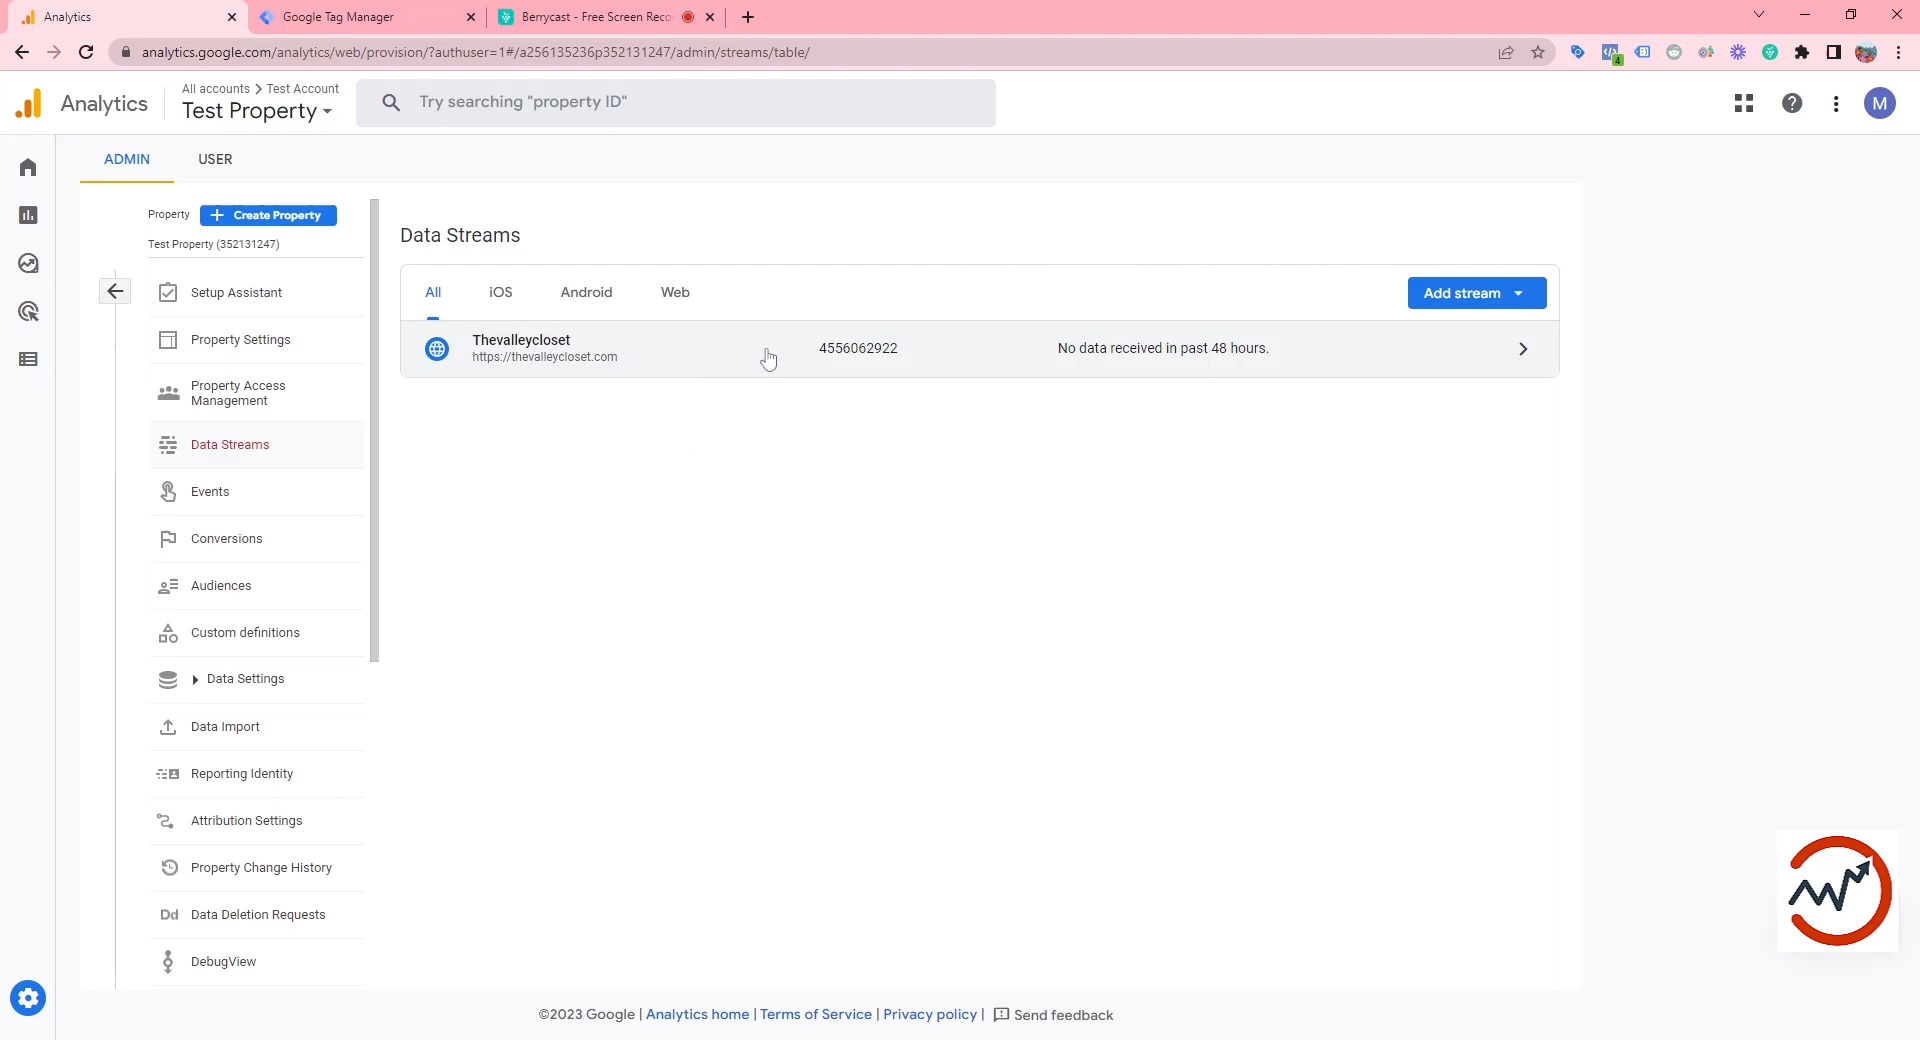 Analytics
Google Tag Manager
Berrycast - Free Screen Reco
analytics.google.com/analytics/web/provision/?authuser=1#/a256135236p352131247/admin/streams/table/
4
Analytics
All accounts > Test Account
Test Property
Try searching "property ID"
M
ADMIN
USER
Property
Create Property
Test Property (352131247)
Setup Assistant
Property Settings
Property Access
Management
Data Streams
Events
Conversions
Audiences
Custom definitions
Data Settings
Data Import
Reporting Identity
Attribution Settings
Property Change History
Dd Data Deletion Requests
DebugView
Data Streams
All
iOS
Android
Web
Add stream
Thevalleycloset
https://thevalleycloset.com
4556062922
No data received in past 48 hours.
©2023 Google | Analytics home | Terms of Service | Privacy policy | Send feedback